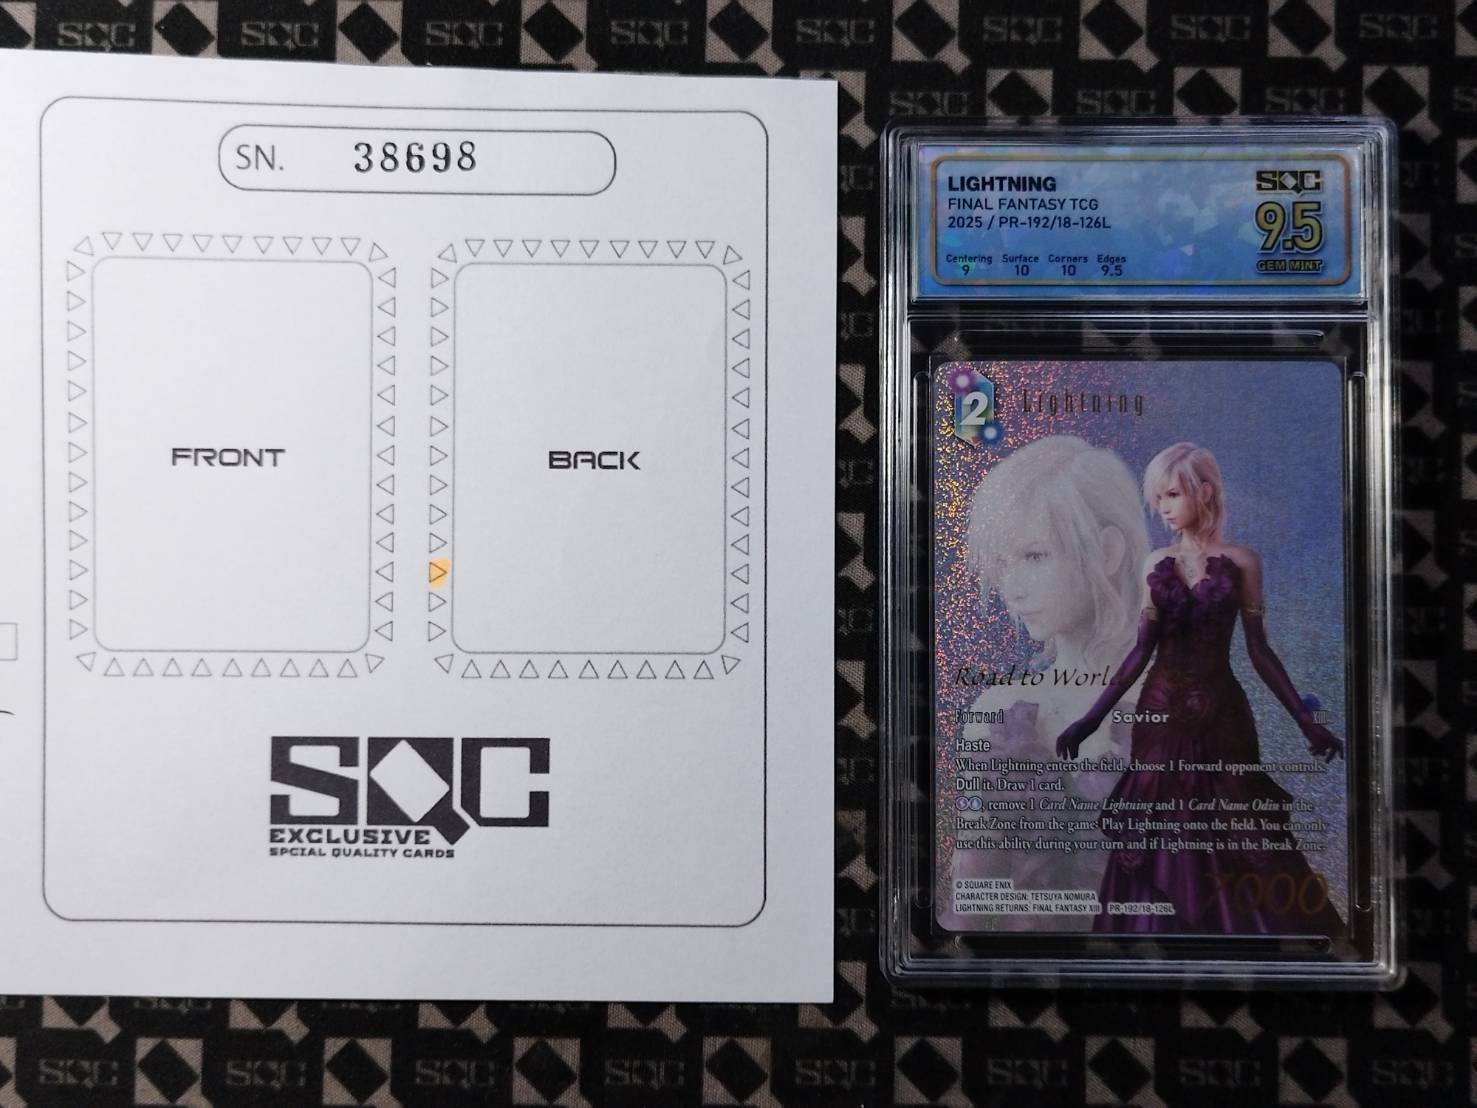 SN. 38698
FRONT
BACK
SQC
EXCLUSIVE
SPCIAL QUALITY CARDS
LIGHTNING
FINAL FANTASY TCG
2025 / PR-192/18-126L
Centering Surface Corners Edges
9 10 10 9.5
SQC
9.5
GEM MINT
2 Lightning
Road to World
Forward Savior XIII
Haste
When Lightning enters the field, choose 1 Forward opponent controls.
Dull it. Draw 1 card.
, remove 1 Card Name Lightning and 1 Card Name Odin in the
Break Zone from the game: Play Lightning onto the field. You can only
use this ability during your turn and if Lightning is in the Break Zone.
7000
© SQUARE ENIX
CHARACTER DESIGN: TETSUYA NOMURA
LIGHTNING RETURNS: FINAL FANTASY XIII PR-192/18-126L